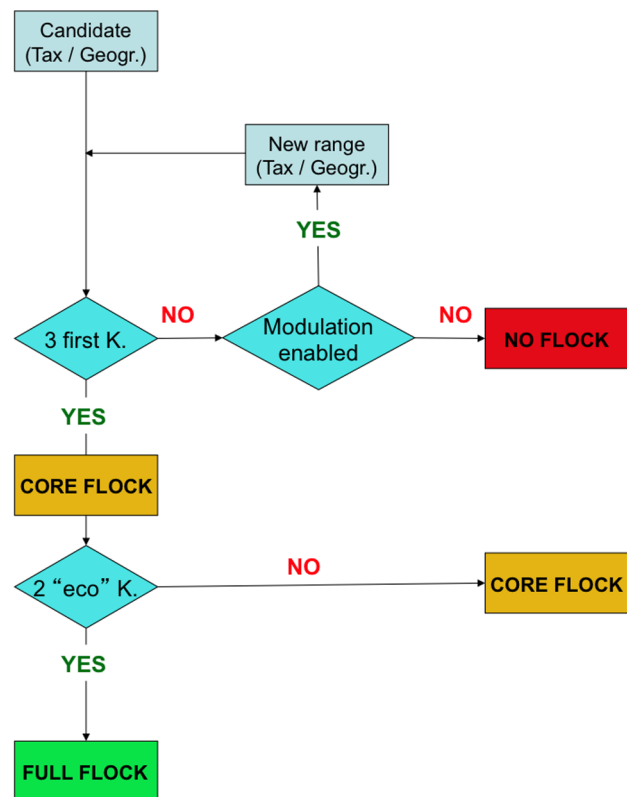 Candidate
(Tax / Geogr.)
New range
(Tax / Geogr.)
YES
3 first K.
NO
Modulation
enabled
NO
NO FLOCK
YES
CORE FLOCK
2 “eco” K.
NO
CORE FLOCK
YES
FULL FLOCK